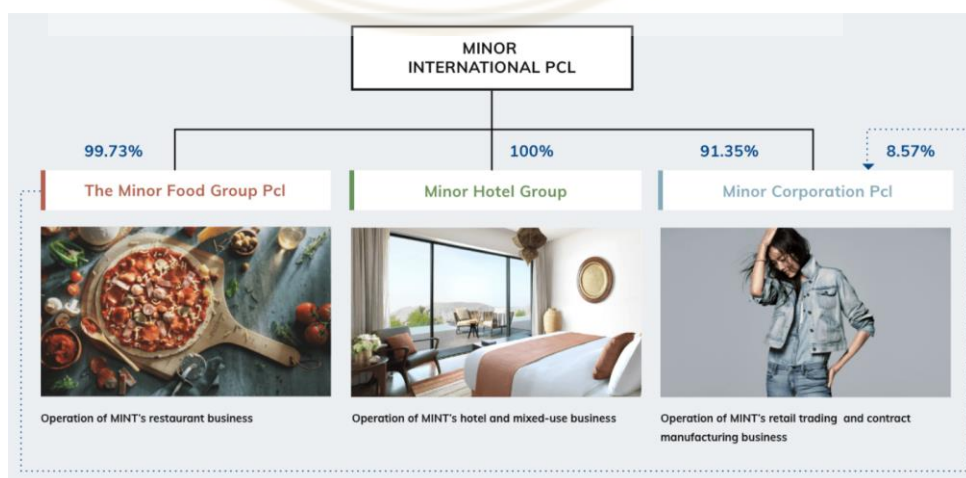 MINOR
INTERNATIONAL PCL
99.73%
100%
91.35%
8.57%
The Minor Food Group Pcl
Minor Hotel Group
Minor Corporation Pcl
Operation of MINT's restaurant business
Operation of MINT's hotel and mixed-use business
Operation of MINT's retail trading and contract
manufacturing business